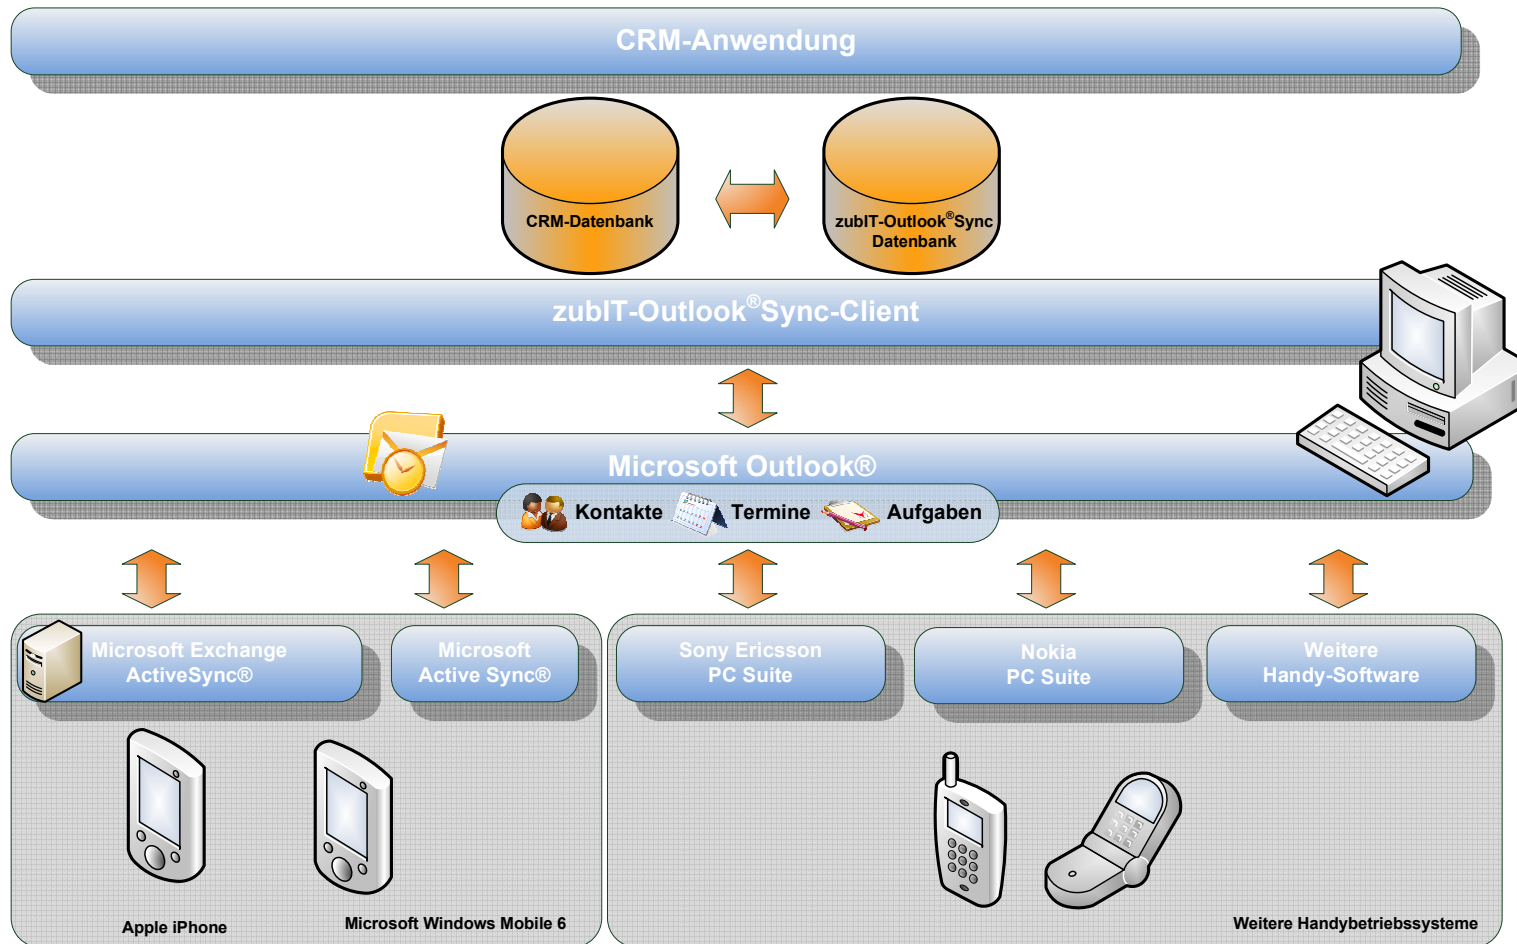 CRM-Anwendung
CRM-Datenbank
zubIT-Outlook®Sync
Datenbank
zubIT-Outlook®Sync-Client
Microsoft Outlook®
Kontakte
Termine
Aufgaben
Microsoft Exchange
ActiveSync®
Microsoft
Active Sync®
Sony Ericsson
PC Suite
Nokia
PC Suite
Weitere
Handy-Software
Apple iPhone
Microsoft Windows Mobile 6
Weitere Handybetriebssysteme